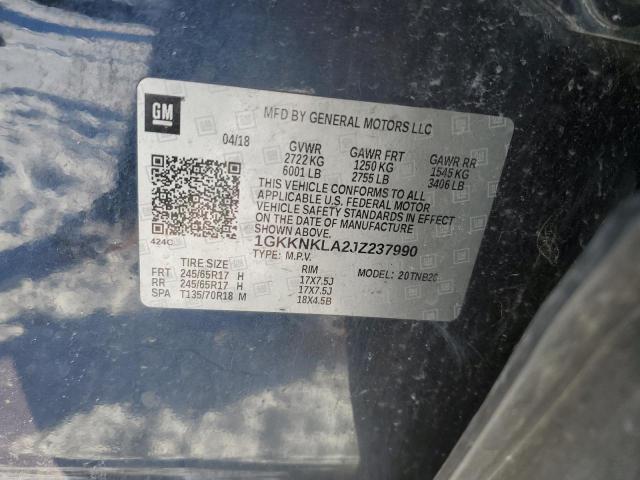 GM
MFD BY GENERAL MOTORS LLC
04/18 GVWR GAWR FRT GAWR RR
2722 KG 1250 KG 1545 KG
6001 LB 2755 LB 3406 LB
THIS VEHICLE CONFORMS TO ALL
APPLICABLE U.S. FEDERAL MOTOR
VEHICLE SAFETY STANDARDS IN EFFECT
ON THE DATE OF MANUFACTURE
SHOWN ABOVE.
424C
1GKKNKLA2JZ237990
TYPE: M.P.V. MODEL: 20TNB26
TIRE SIZE RIM
FRT 245/65R17 H 17X7.5J
RR 245/65R17 H 17X7.5J
SPA T135/70R18 M 18X4.5B